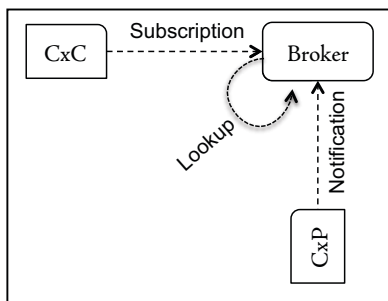 Subscription
CxC
Broker
Lookup
Notification
CxP